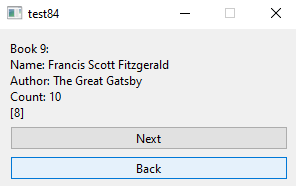 test84
Book 9:
Name: Francis Scott Fitzgerald
Author: The Great Gatsby
Count: 10
[8]
Next
Back